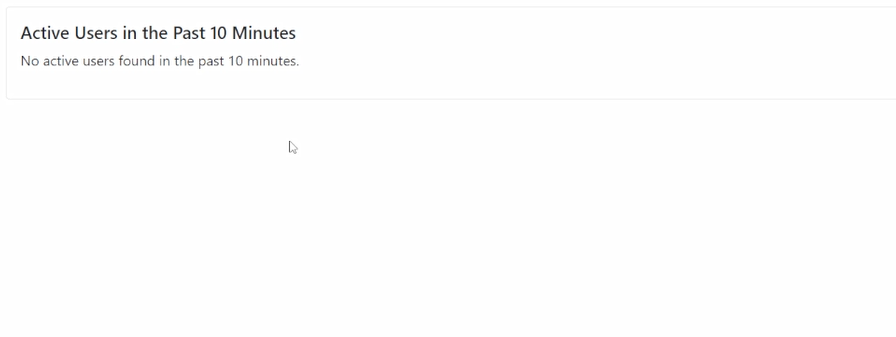 Active Users in the Past 10 Minutes
No active users found in the past 10 minutes.